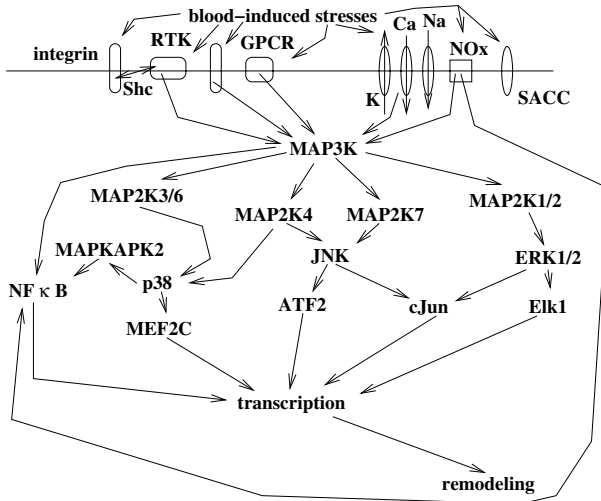 blood-induced stresses
integrin RTK GPCR Ca Na NOx
Shc K SACC
MAP3K
MAP2K3/6 MAP2K4 MAP2K7 MAP2K1/2
MAPKAPK2 JNK ERK1/2
NF κ B p38 ATF2 cJun Elk1
MEF2C
transcription
remodeling